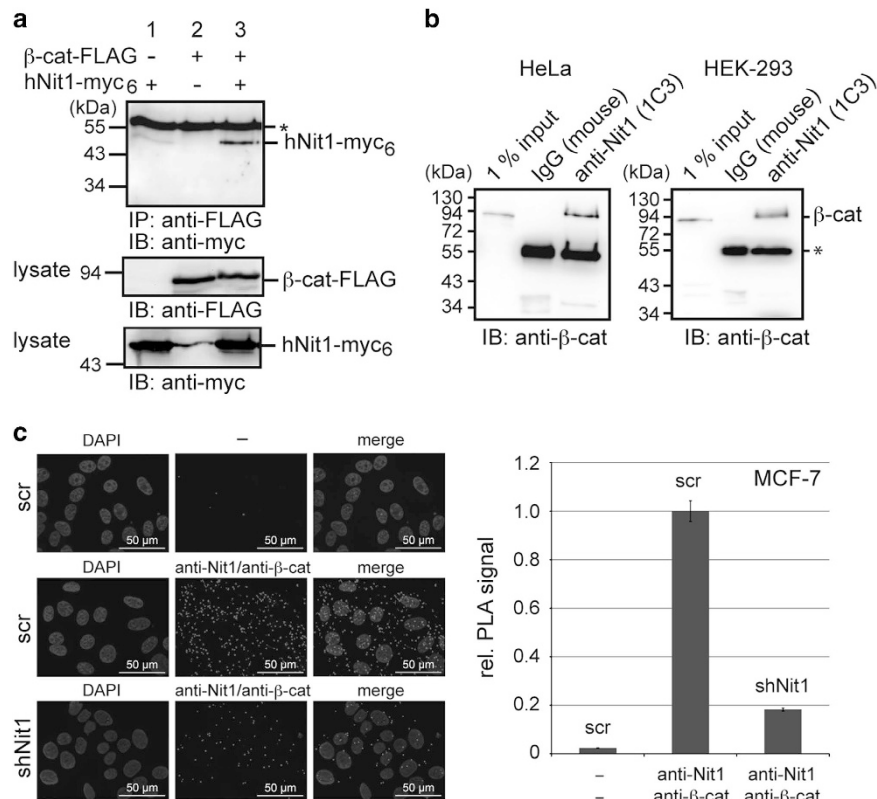 a
1 2 3
β-cat-FLAG - + +
hNit1-myc6 + - +
(kDa)
55
*
hNit1-myc6
43
34
IP: anti-FLAG
IB: anti-myc
lysate 94
β-cat-FLAG
IB: anti-FLAG
lysate
hNit1-myc6
43
IB: anti-myc
b
HeLa HEK-293
1 % input IgG (mouse) anti-Nit1 (1C3)
1 % input IgG (mouse) anti-Nit1 (1C3)
(kDa)
130
94
72
55
43
34
IB: anti-β-cat
(kDa)
130
94
72
55
43
34
β-cat
*
IB: anti-β-cat
c
DAPI – merge
scr
50 µm 50 µm 50 µm
DAPI anti-Nit1/anti-β-cat merge
scr
50 µm 50 µm 50 µm
DAPI anti-Nit1/anti-β-cat merge
shNit1
50 µm 50 µm 50 µm
rel. PLA signal
1.2
1.0
0.8
0.6
0.4
0.2
0
MCF-7
scr
scr
shNit1
– anti-Nit1 anti-Nit1
– anti-β-cat anti-β-cat